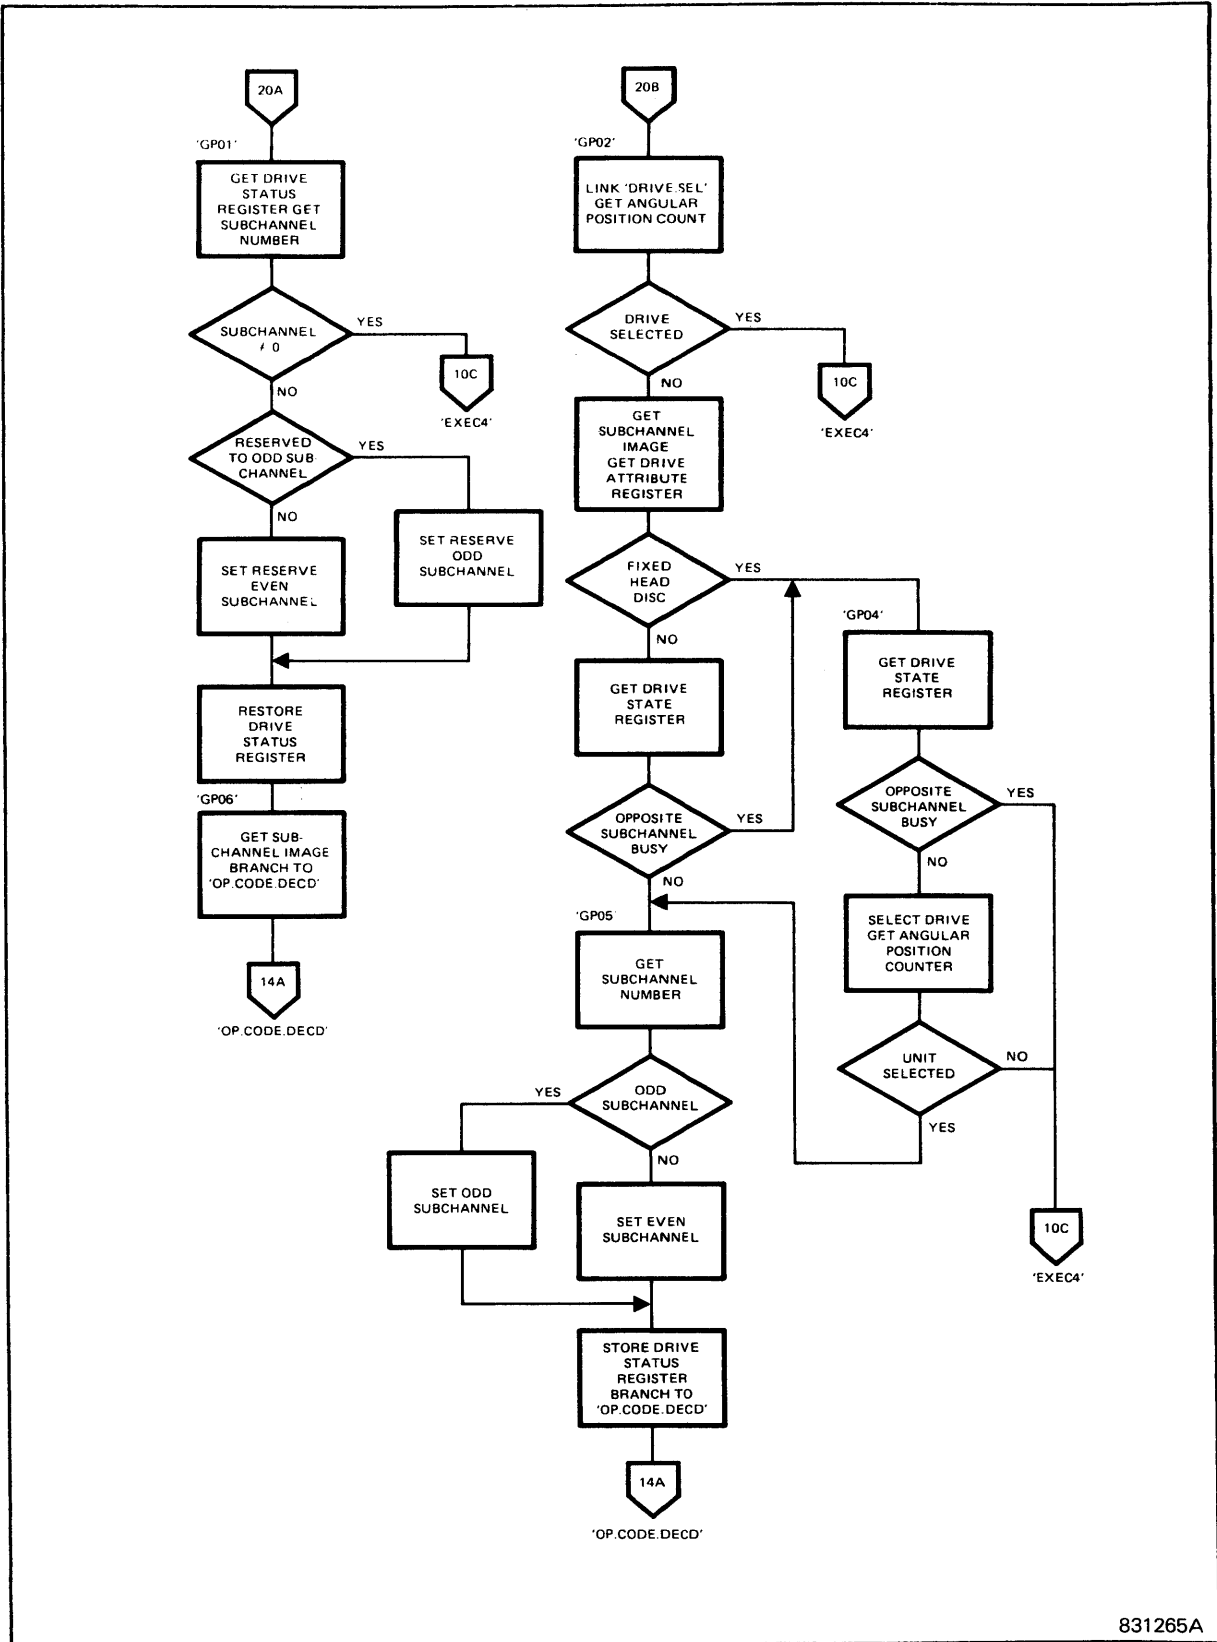 20A
'GP01'
GET DRIVE
STATUS
REGISTER GET
SUBCHANNEL
NUMBER
SUBCHANNEL
≠ 0
YES
10C
'EXEC4'
NO
RESERVED
TO ODD SUB-
CHANNEL
YES
NO
SET RESERVE
ODD
SUBCHANNEL
SET RESERVE
EVEN
SUBCHANNEL
RESTORE
DRIVE
STATUS
REGISTER
'GP06'
GET SUB-
CHANNEL IMAGE
BRANCH TO
'OP.CODE.DECD'
14A
'OP.CODE.DECD'
20B
'GP02'
LINK 'DRIVE.SEL'
GET ANGULAR
POSITION COUNT
DRIVE
SELECTED
YES
10C
'EXEC4'
NO
GET
SUBCHANNEL
IMAGE
GET DRIVE
ATTRIBUTE
REGISTER
FIXED
HEAD
DISC
YES
NO
GET DRIVE
STATE
REGISTER
OPPOSITE
SUBCHANNEL
BUSY
YES
NO
'GP05'
GET
SUBCHANNEL
NUMBER
ODD
SUBCHANNEL
YES
NO
SET ODD
SUBCHANNEL
SET EVEN
SUBCHANNEL
STORE DRIVE
STATUS
REGISTER
BRANCH TO
'OP.CODE.DECD'
14A
'OP.CODE.DECD'
'GP04'
GET DRIVE
STATE
REGISTER
OPPOSITE
SUBCHANNEL
BUSY
YES
NO
SELECT DRIVE
GET ANGULAR
POSITION
COUNTER
UNIT
SELECTED
NO
YES
10C
'EXEC4'
831265A